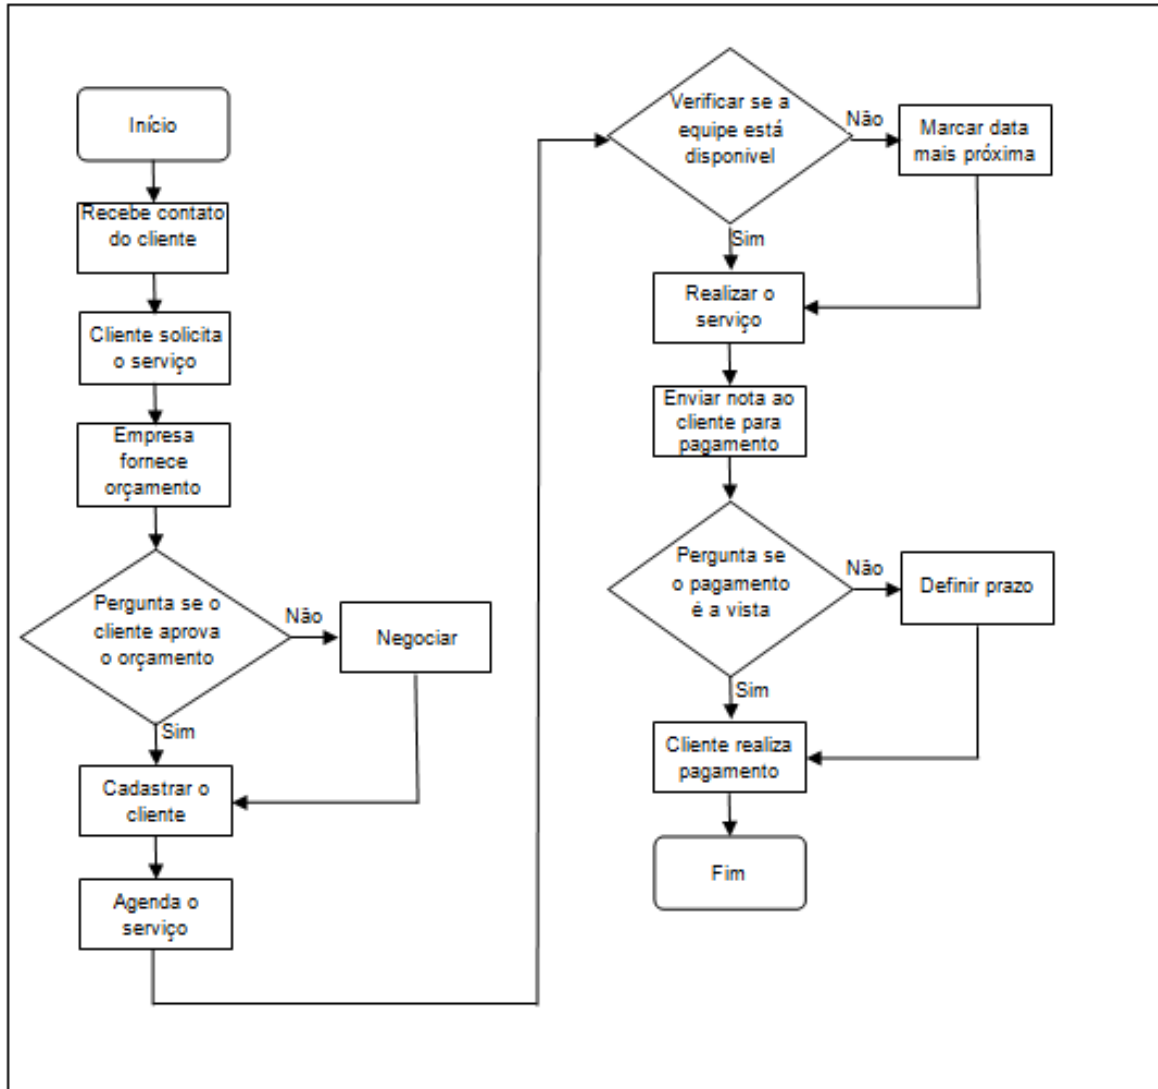 Início
Recebe contato
do cliente
Cliente solicita
o serviço
Empresa
fornece
orçamento
Pergunta se o
cliente aprova
o orçamento
Não
Negociar
Sim
Cadastrar o
cliente
Agenda o
serviço
Verificar se a
equipe está
disponível
Não
Marcar data
mais próxima
Sim
Realizar o
serviço
Enviar nota ao
cliente para
pagamento
Pergunta se
o pagamento
é a vista
Não
Definir prazo
Sim
Cliente realiza
pagamento
Fim